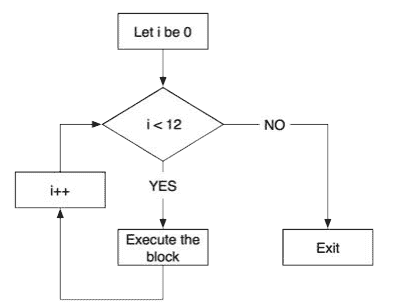 Let i be 0
i < 12
NO
YES
i++
Execute the
block
Exit